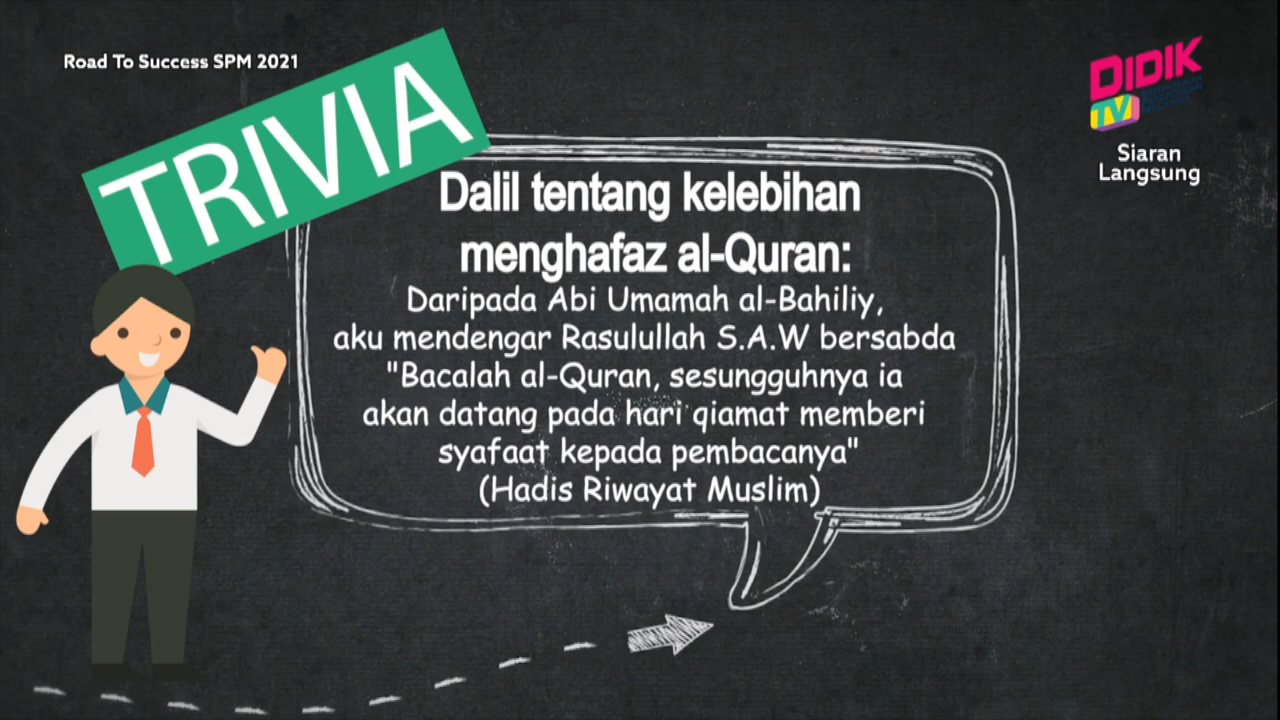 Road To Success SPM 2021
TRIVIA
DIDIK
TV
Siaran
Langsung
Dalil tentang kelebihan
menghafaz al-Quran:
Daripada Abi Umamah al-Bahiliy,
aku mendengar Rasulullah S.A.W bersabda
"Bacalah al-Quran, sesungguhnya ia
akan datang pada hari qiamat memberi
syafaat kepada pembacanya"
(Hadis Riwayat Muslim)